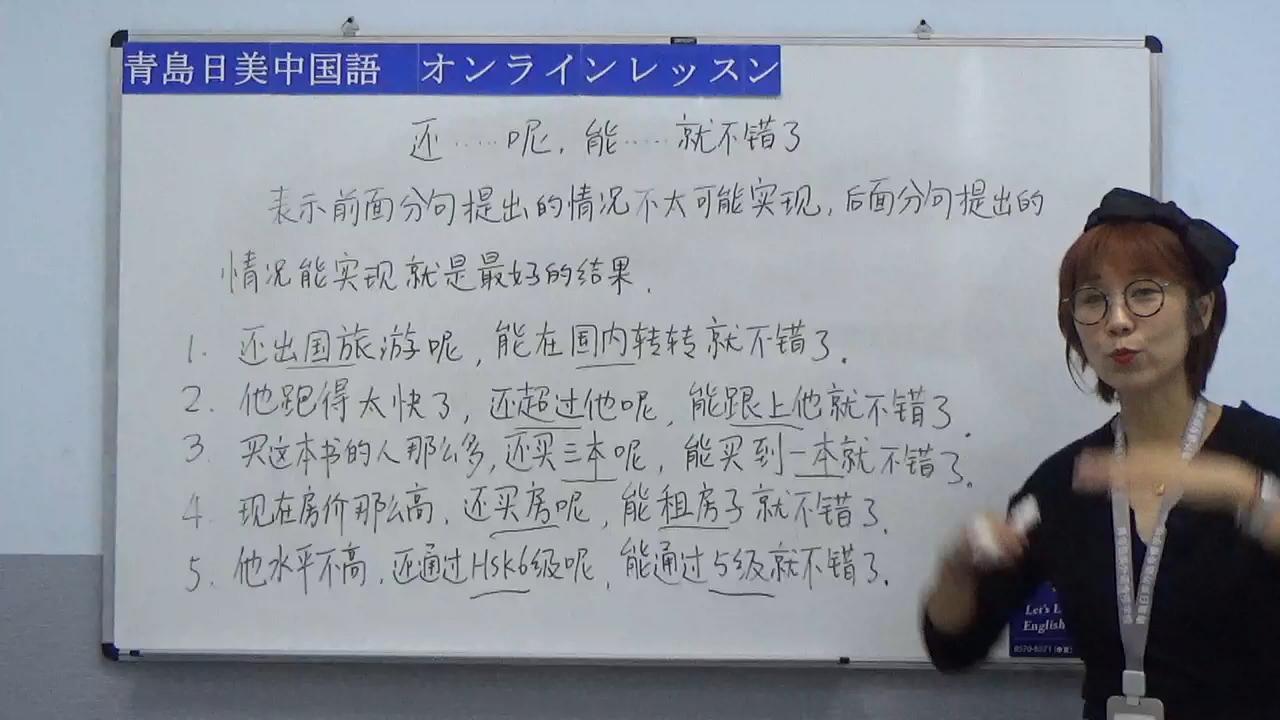 青島日美中国語　オンラインレッスン
还……呢，能……就不错了
表示前面分句提出的情况不太可能实现，后面分句提出的
情况能实现就是最好的结果.
1. 还出国旅游呢，能在国内转转就不错了.
2. 他跑得太快了，还超过他呢，能跟上他就不错了.
3. 买这本书的人那么多，还买三本呢，能买到一本就不错了.
4. 现在房价那么高，还买房呢，能租房子就不错了.
5. 他水平不高，还通过Hsk6级呢，能通过5级就不错了.
Let's
English